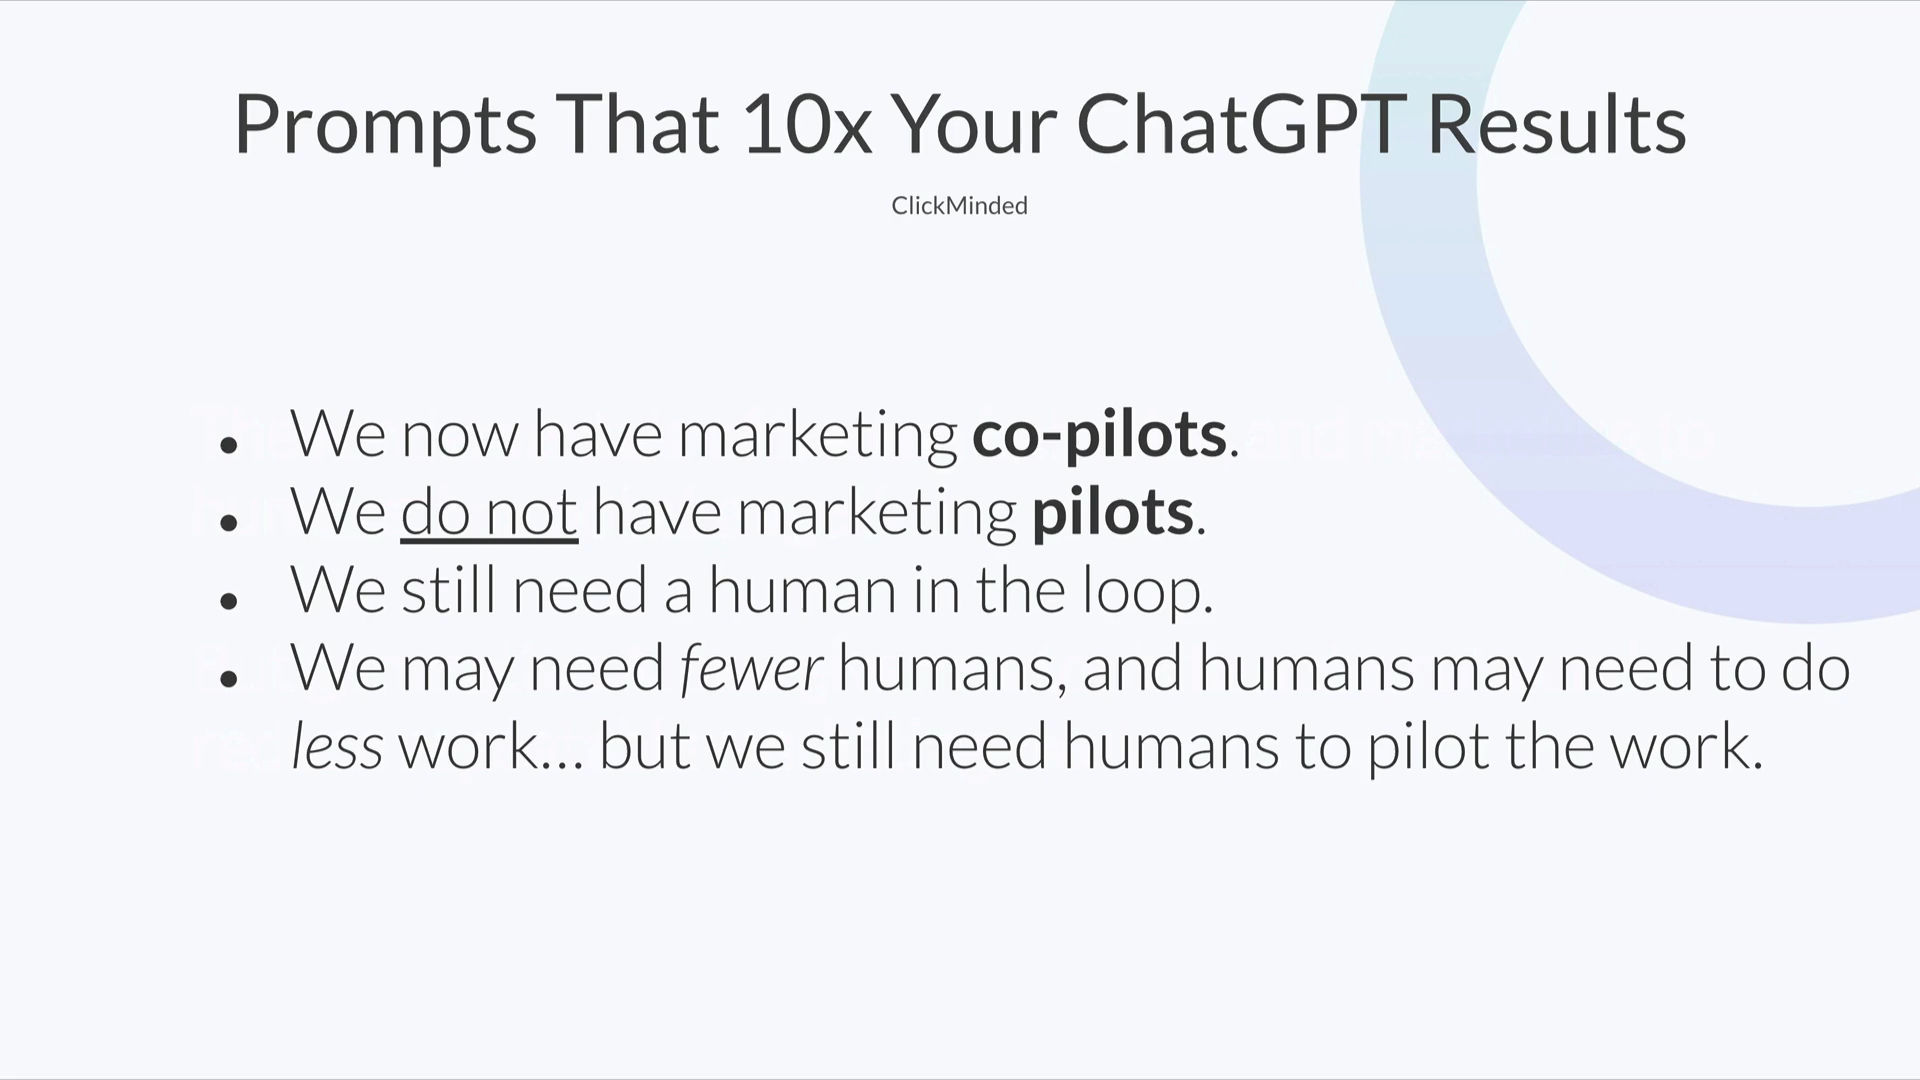 Prompts That 10x Your ChatGPT Results
ClickMinded
• We now have marketing co-pilots.
• We do not have marketing pilots.
• We still need a human in the loop.
• We may need fewer humans, and humans may need to do
less work... but we still need humans to pilot the work.